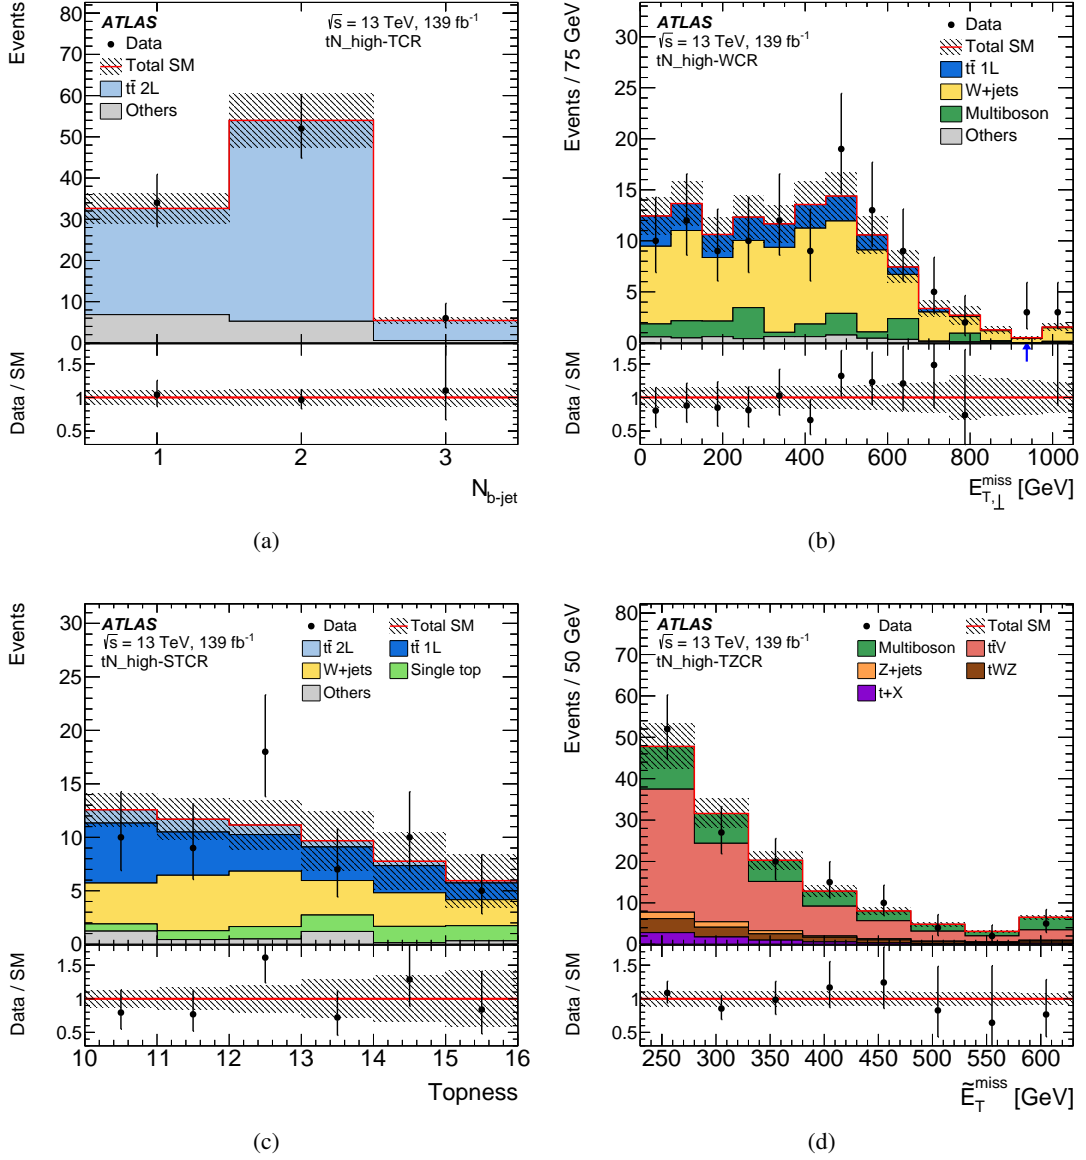 Events
80
70
60
50
40
30
20
10
0
ATLAS
√s = 13 TeV, 139 fb⁻¹
tN_high-TCR
Data
Total SM
tt̄ 2L
Others
Data / SM
1.5
1
0.5
1 2 3
N_b-jet
(a)
Events / 75 GeV
30
25
20
15
10
5
0
ATLAS
√s = 13 TeV, 139 fb⁻¹
tN_high-WCR
Data
Total SM
tt̄ 1L
W+jets
Multiboson
Others
Data / SM
1.5
1
0.5
0 200 400 600 800 1000
E_T,⊥^miss [GeV]
(b)
Events
30
25
20
15
10
5
0
ATLAS
√s = 13 TeV, 139 fb⁻¹
tN_high-STCR
Data Total SM
tt̄ 2L tt̄ 1L
W+jets Single top
Others
Data / SM
1.5
1
0.5
10 11 12 13 14 15 16
Topness
(c)
Events / 50 GeV
80
70
60
50
40
30
20
10
0
ATLAS
√s = 13 TeV, 139 fb⁻¹
tN_high-TZCR
Data Total SM
Multiboson tt̄V
Z+jets tWZ
t+X
Data / SM
1.5
1
0.5
250 300 350 400 450 500 550 600
Ẽ_T^miss [GeV]
(d)